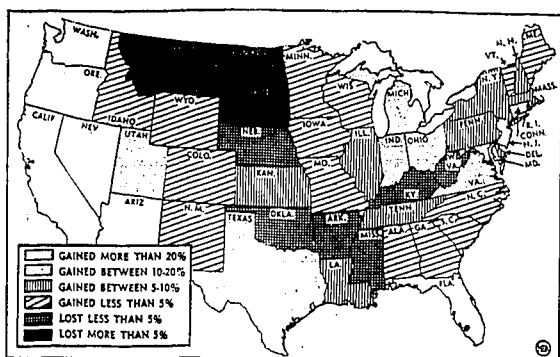 WASH.
ORE.
CALIF
NEV
IDAHO
WYO.
UTAH
COLO.
ARIZ
N.M.
NEB.
KAN.
OKLA.
TEXAS
MINN.
IOWA
MO.
ARK.
LA.
WIS
ILL.
MICH
IND.
OHIO
KY.
TENN.
MISS.
ALA.
GA.
FLA.
S.C.
N.C.
VA.
W.
VA.
PENN.
N.Y.
VT.
N.H.
ME.
MASS.
R.I.
CONN.
N.J.
DEL.
MD.
GAINED MORE THAN 20%
GAINED BETWEEN 10-20%
GAINED BETWEEN 5-10%
GAINED LESS THAN 5%
LOST LESS THAN 5%
LOST MORE THAN 5%